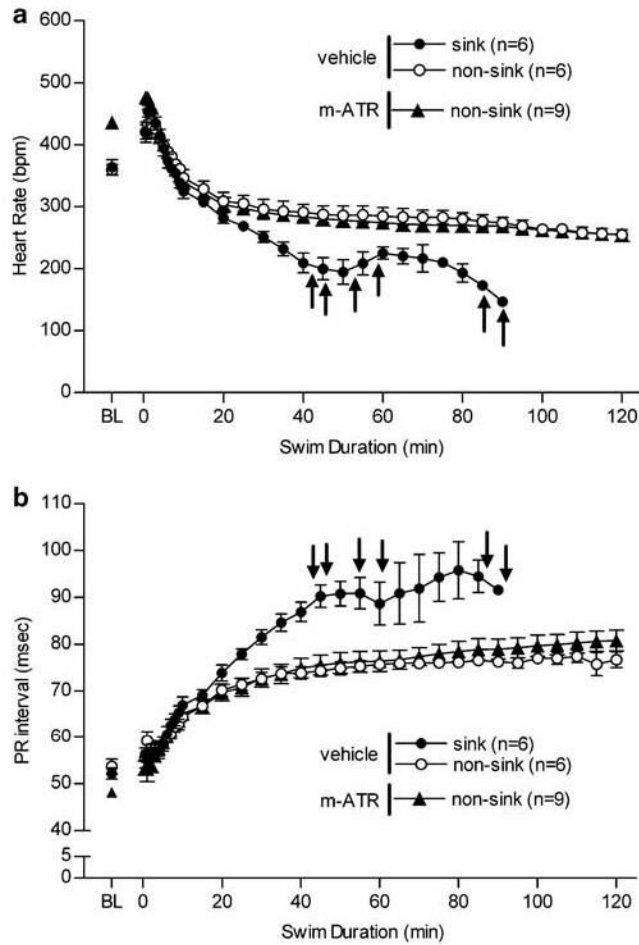 a
600
500
400
300
200
100
0
Heart Rate (bpm)
vehicle
sink (n=6)
non-sink (n=6)
m-ATR
non-sink (n=9)
BL 0 20 40 60 80 100 120
Swim Duration (min)
b
110
100
90
80
70
60
50
40
5
0
PR interval (msec)
vehicle
sink (n=6)
non-sink (n=6)
m-ATR
non-sink (n=9)
BL 0 20 40 60 80 100 120
Swim Duration (min)